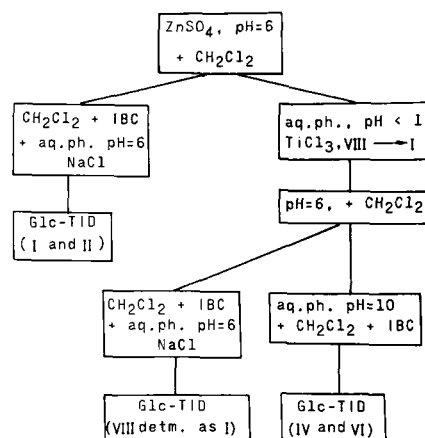 ZnSO4, pH=6
+ CH2Cl2
CH2Cl2 + IBC
+ aq.ph. pH=6
NaCl
aq.ph., pH < 1
TiCl3, VIII → I
Glc-TID
(I and II)
pH=6, + CH2Cl2
CH2Cl2 + IBC
+ aq.ph. pH=6
NaCl
aq.ph. pH≈10
+ CH2Cl2 + IBC
Glc-TID
(VIII detm. as I)
Glc-TID
(IV and VI)